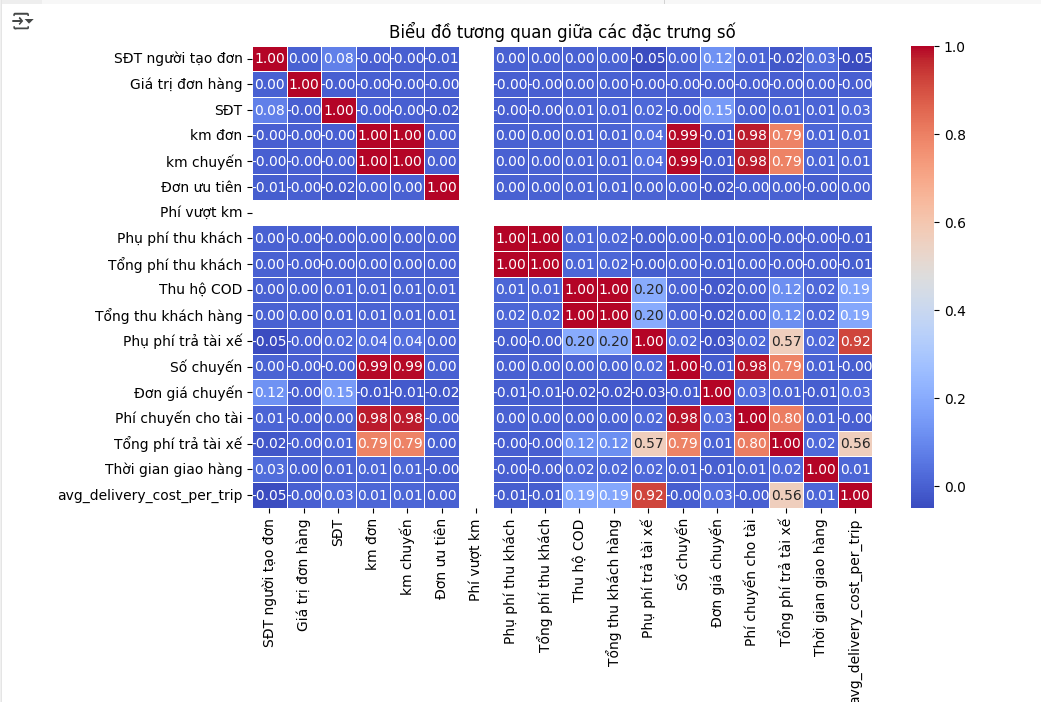 Biểu đồ tương quan giữa các đặc trưng số
SĐT người tạo đơn 1.00 0.00 0.08 -0.00 -0.00 -0.01 0.00 0.00 0.00 0.00 -0.05 0.00 0.12 0.01 -0.02 0.03 -0.05
Giá trị đơn hàng 0.00 1.00 -0.00 -0.00 -0.00 -0.00 -0.00 -0.00 -0.00 0.00 -0.00 -0.00 -0.00 -0.00 -0.00 -0.00 -0.00
SĐT 0.08 -0.00 1.00 -0.00 -0.00 -0.02 -0.00 -0.00 0.01 0.01 0.02 -0.00 0.15 0.00 0.01 0.01 0.03
km đơn -0.00 -0.00 -0.00 1.00 1.00 0.00 0.00 0.00 0.01 0.01 0.04 0.99 -0.01 0.98 0.79 0.01 0.01
km chuyến -0.00 -0.00 -0.00 1.00 1.00 0.00 0.00 0.00 0.01 0.01 0.04 0.99 -0.01 0.98 0.79 0.01 0.01
Đơn ưu tiên -0.01 -0.00 -0.02 0.00 0.00 1.00 0.00 0.00 0.01 0.01 0.00 0.00 -0.02 -0.00 0.00 -0.00 0.00
Phí vượt km
Phụ phí thu khách 0.00 -0.00 -0.00 0.00 0.00 0.00 1.00 1.00 0.01 0.02 -0.00 0.00 -0.01 0.00 -0.00 -0.00 -0.01
Tổng phí thu khách 0.00 -0.00 -0.00 0.00 0.00 0.00 1.00 1.00 0.01 0.02 -0.00 0.00 -0.01 0.00 -0.00 -0.00 -0.01
Thu hộ COD 0.00 -0.00 0.01 0.01 0.01 0.01 0.01 0.01 1.00 1.00 0.20 0.00 -0.02 0.00 0.12 0.02 0.19
Tổng thu khách hàng 0.00 0.00 0.01 0.01 0.01 0.01 0.02 0.02 1.00 1.00 0.20 0.00 -0.02 0.00 0.12 0.02 0.19
Phụ phí trả tài xế -0.05 -0.00 0.02 0.04 0.04 0.00 -0.00 -0.00 0.20 0.20 1.00 0.02 -0.03 0.02 0.57 0.02 0.92
Số chuyến 0.00 -0.00 -0.00 0.99 0.99 0.00 0.00 0.00 0.00 0.00 0.02 1.00 -0.01 0.98 0.79 0.01 -0.00
Đơn giá chuyến 0.12 -0.00 0.15 -0.01 -0.01 -0.02 -0.01 -0.01 -0.02 -0.02 -0.03 -0.01 1.00 0.03 0.01 -0.01 0.03
Phí chuyến cho tài 0.01 -0.00 0.00 0.98 0.98 -0.00 0.00 0.00 0.00 0.00 0.02 0.98 0.03 1.00 0.80 0.01 -0.00
Tổng phí trả tài xế -0.02 -0.00 0.01 0.79 0.79 0.00 -0.00 -0.00 0.12 0.12 0.57 0.79 0.01 0.80 1.00 0.02 0.56
Thời gian giao hàng 0.03 -0.00 0.01 0.01 0.01 -0.00 -0.00 -0.00 0.02 0.02 0.02 0.01 -0.01 0.01 0.02 1.00 0.01
avg_delivery_cost_per_trip -0.05 -0.00 0.03 0.01 0.01 0.00 -0.01 -0.01 0.19 0.19 0.92 -0.00 0.03 -0.00 0.56 0.01 1.00
SĐT người tạo đơn
Giá trị đơn hàng
SĐT
km đơn
km chuyến
Đơn ưu tiên
Phí vượt km
Phụ phí thu khách
Tổng phí thu khách
Thu hộ COD
Tổng thu khách hàng
Phụ phí trả tài xế
Số chuyến
Đơn giá chuyến
Phí chuyến cho tài
Tổng phí trả tài xế
Thời gian giao hàng
avg_delivery_cost_per_trip
1.0
0.8
0.6
0.4
0.2
0.0